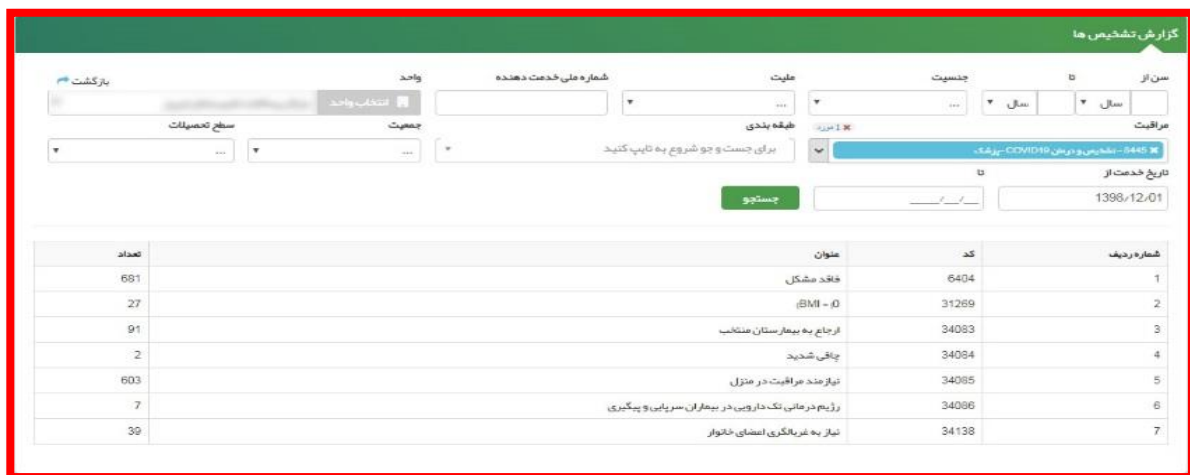 گزارش تشخیص ها
سن از تا جنسیت ملیت شماره ملی خدمت دهنده واحد بازگشت
سال سال ... ... انتخاب واحد
مراقبت 1 مورد طبقه بندی جمعیت سطح تحصیلات
8445 - تشخیص و درمان COVID19 - پزشک برای جست و جو شروع به تایپ کنید ... ...
تاریخ خدمت از تا
1398/12/01 __/__/____ جستجو
شماره ردیف کد عنوان تعداد
1 6404 فاقد مشکل 681
2 31269 (BMI = 0) 27
3 34083 ارجاع به بیمارستان منتخب 91
4 34084 چاقی شدید 2
5 34085 نیازمند مراقبت در منزل 603
6 34086 رژیم درمانی تک دارویی در بیماران سرپایی و پیگیری 7
7 34138 نیاز به غربالگری اعضای خانوار 39